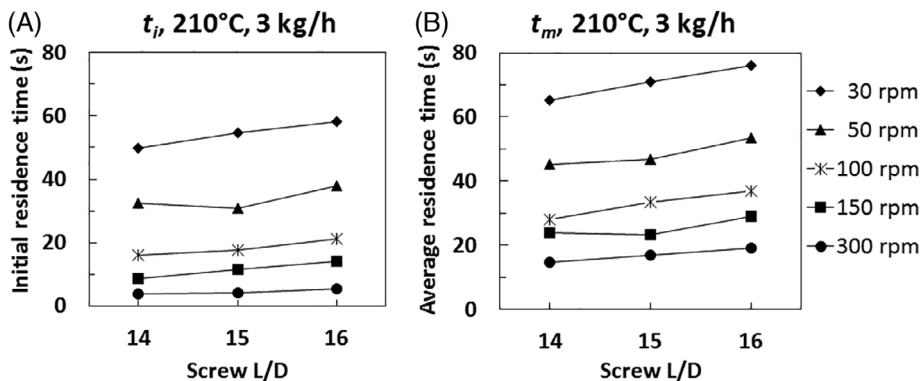 (A) tᵢ, 210°C, 3 kg/h
Initial residence time (s)
80
60
40
20
0
14 15 16
Screw L/D
(B) tₘ, 210°C, 3 kg/h
Average residence time (s)
80
60
40
20
0
14 15 16
Screw L/D
30 rpm
50 rpm
100 rpm
150 rpm
300 rpm